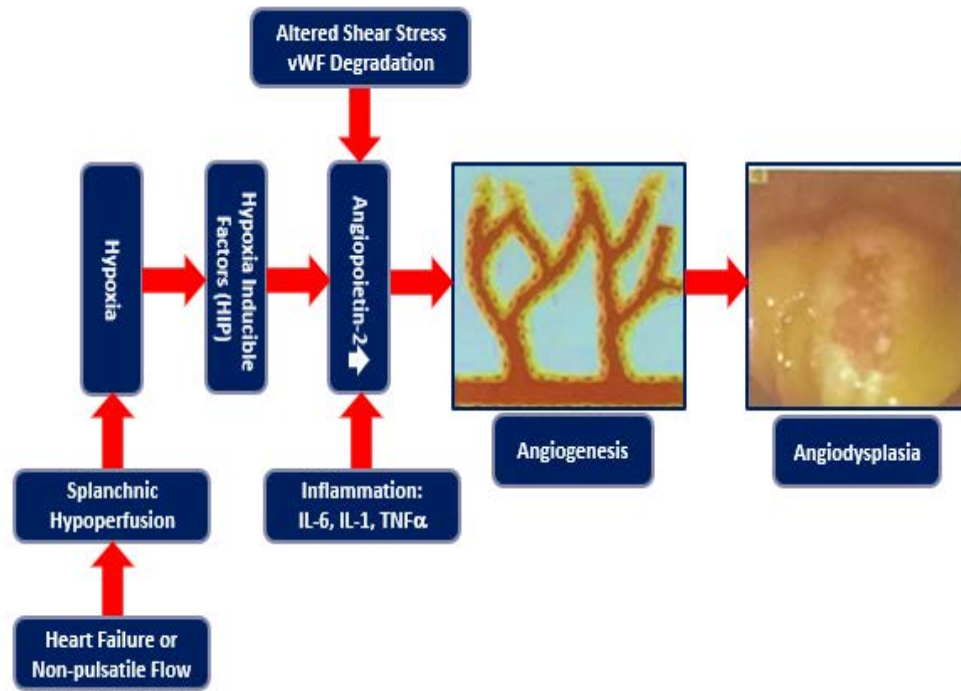 Altered Shear Stress
vWF Degradation
Hypoxia
Hypoxia Inducible
Factors (HIP)
Angiopoietin-2
Angiogenesis
Angiodysplasia
Splanchnic
Hypoperfusion
Inflammation:
IL-6, IL-1, TNFα
Heart Failure or
Non-pulsatile Flow